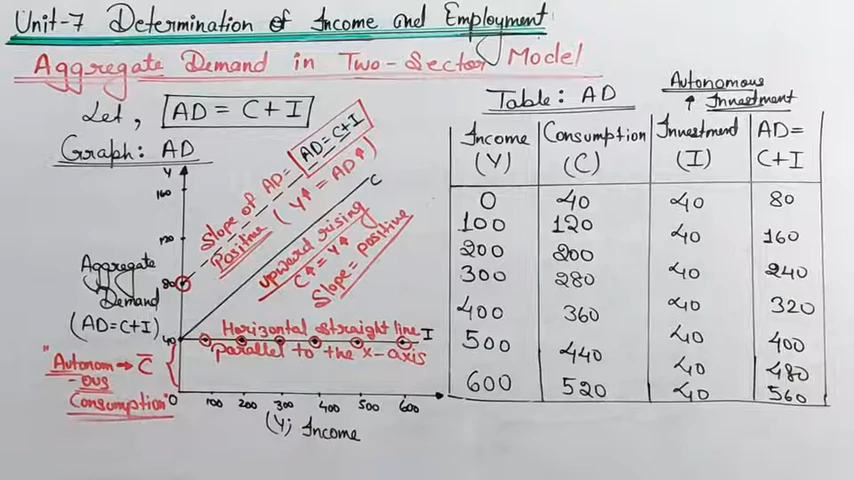 Unit-7 Determination of Income and Employment
Aggregate Demand in Two-Sector Model
Let, AD = C + I
Graph: AD
Y
160
120
80
40
0
100 200 300 400 500 600
(Y) Income
Aggregate
Demand
(AD=C+I)
"Autonom → C̅
-ous
Consumption"
Slope of AD =
Positive (Y↑ = AD↑)
AD = C+I
C
upward rising
C↑ = Y↑
Slope = positive
Horizontal straight line I
parallel to the x-axis
Table: AD
Autonomous
↑ Investment
Income (Y) Consumption (C) Investment (I) AD = C+I
0 40 40 80
100 120 40 160
200 200 40 240
300 280 40 320
400 360 40 400
500 440 40 480
600 520 40 560